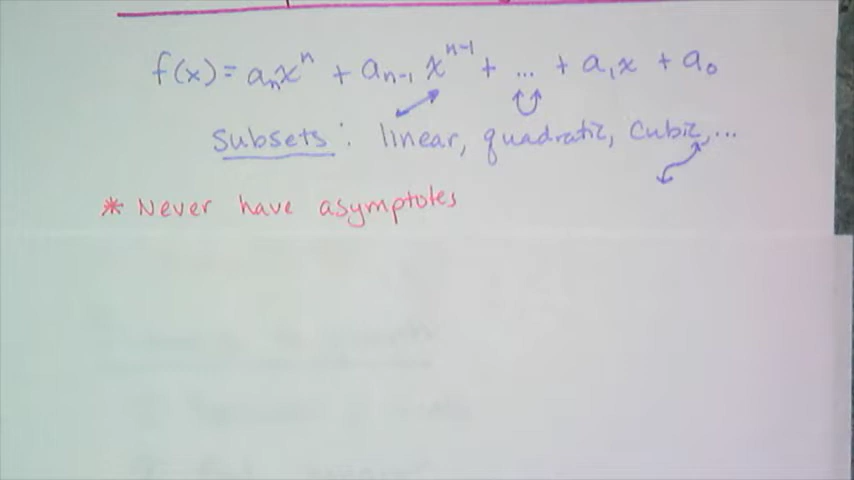 f(x) = aₙxⁿ + aₙ₋₁ xⁿ⁻¹ + ... + a₁x + a₀
Subsets: linear, quadratic, cubic, ...
* Never have asymptotes